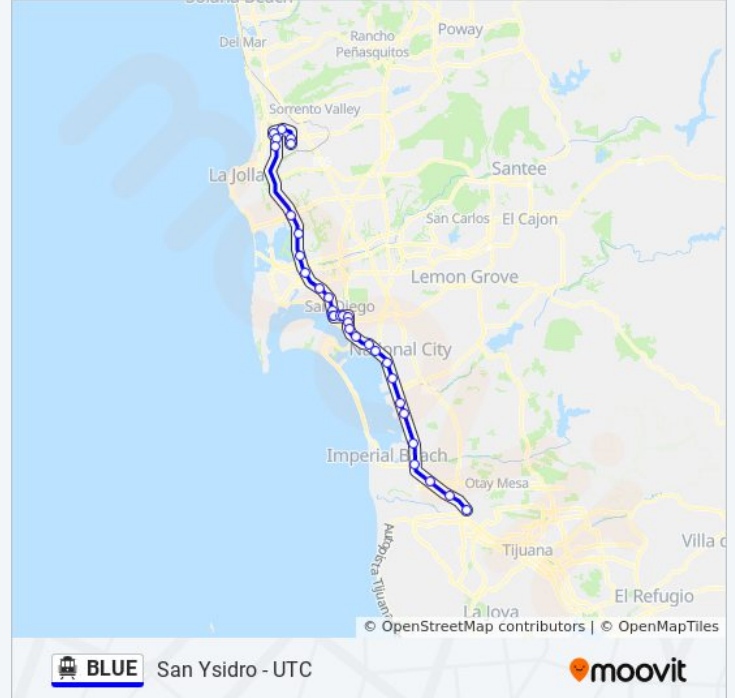 Solana Beach
Del Mar
Poway
Rancho
Peñasquitos
Sorrento Valley
La Jolla
Santee
San Carlos
El Cajon
Lemon Grove
San Diego
National City
Imperial Beach
Otay Mesa
Autopista Tijuana
Tijuana
Villa d
El Refugio
La Joya
© OpenStreetMap contributors | © OpenMapTiles
BLUE San Ysidro - UTC
moovit